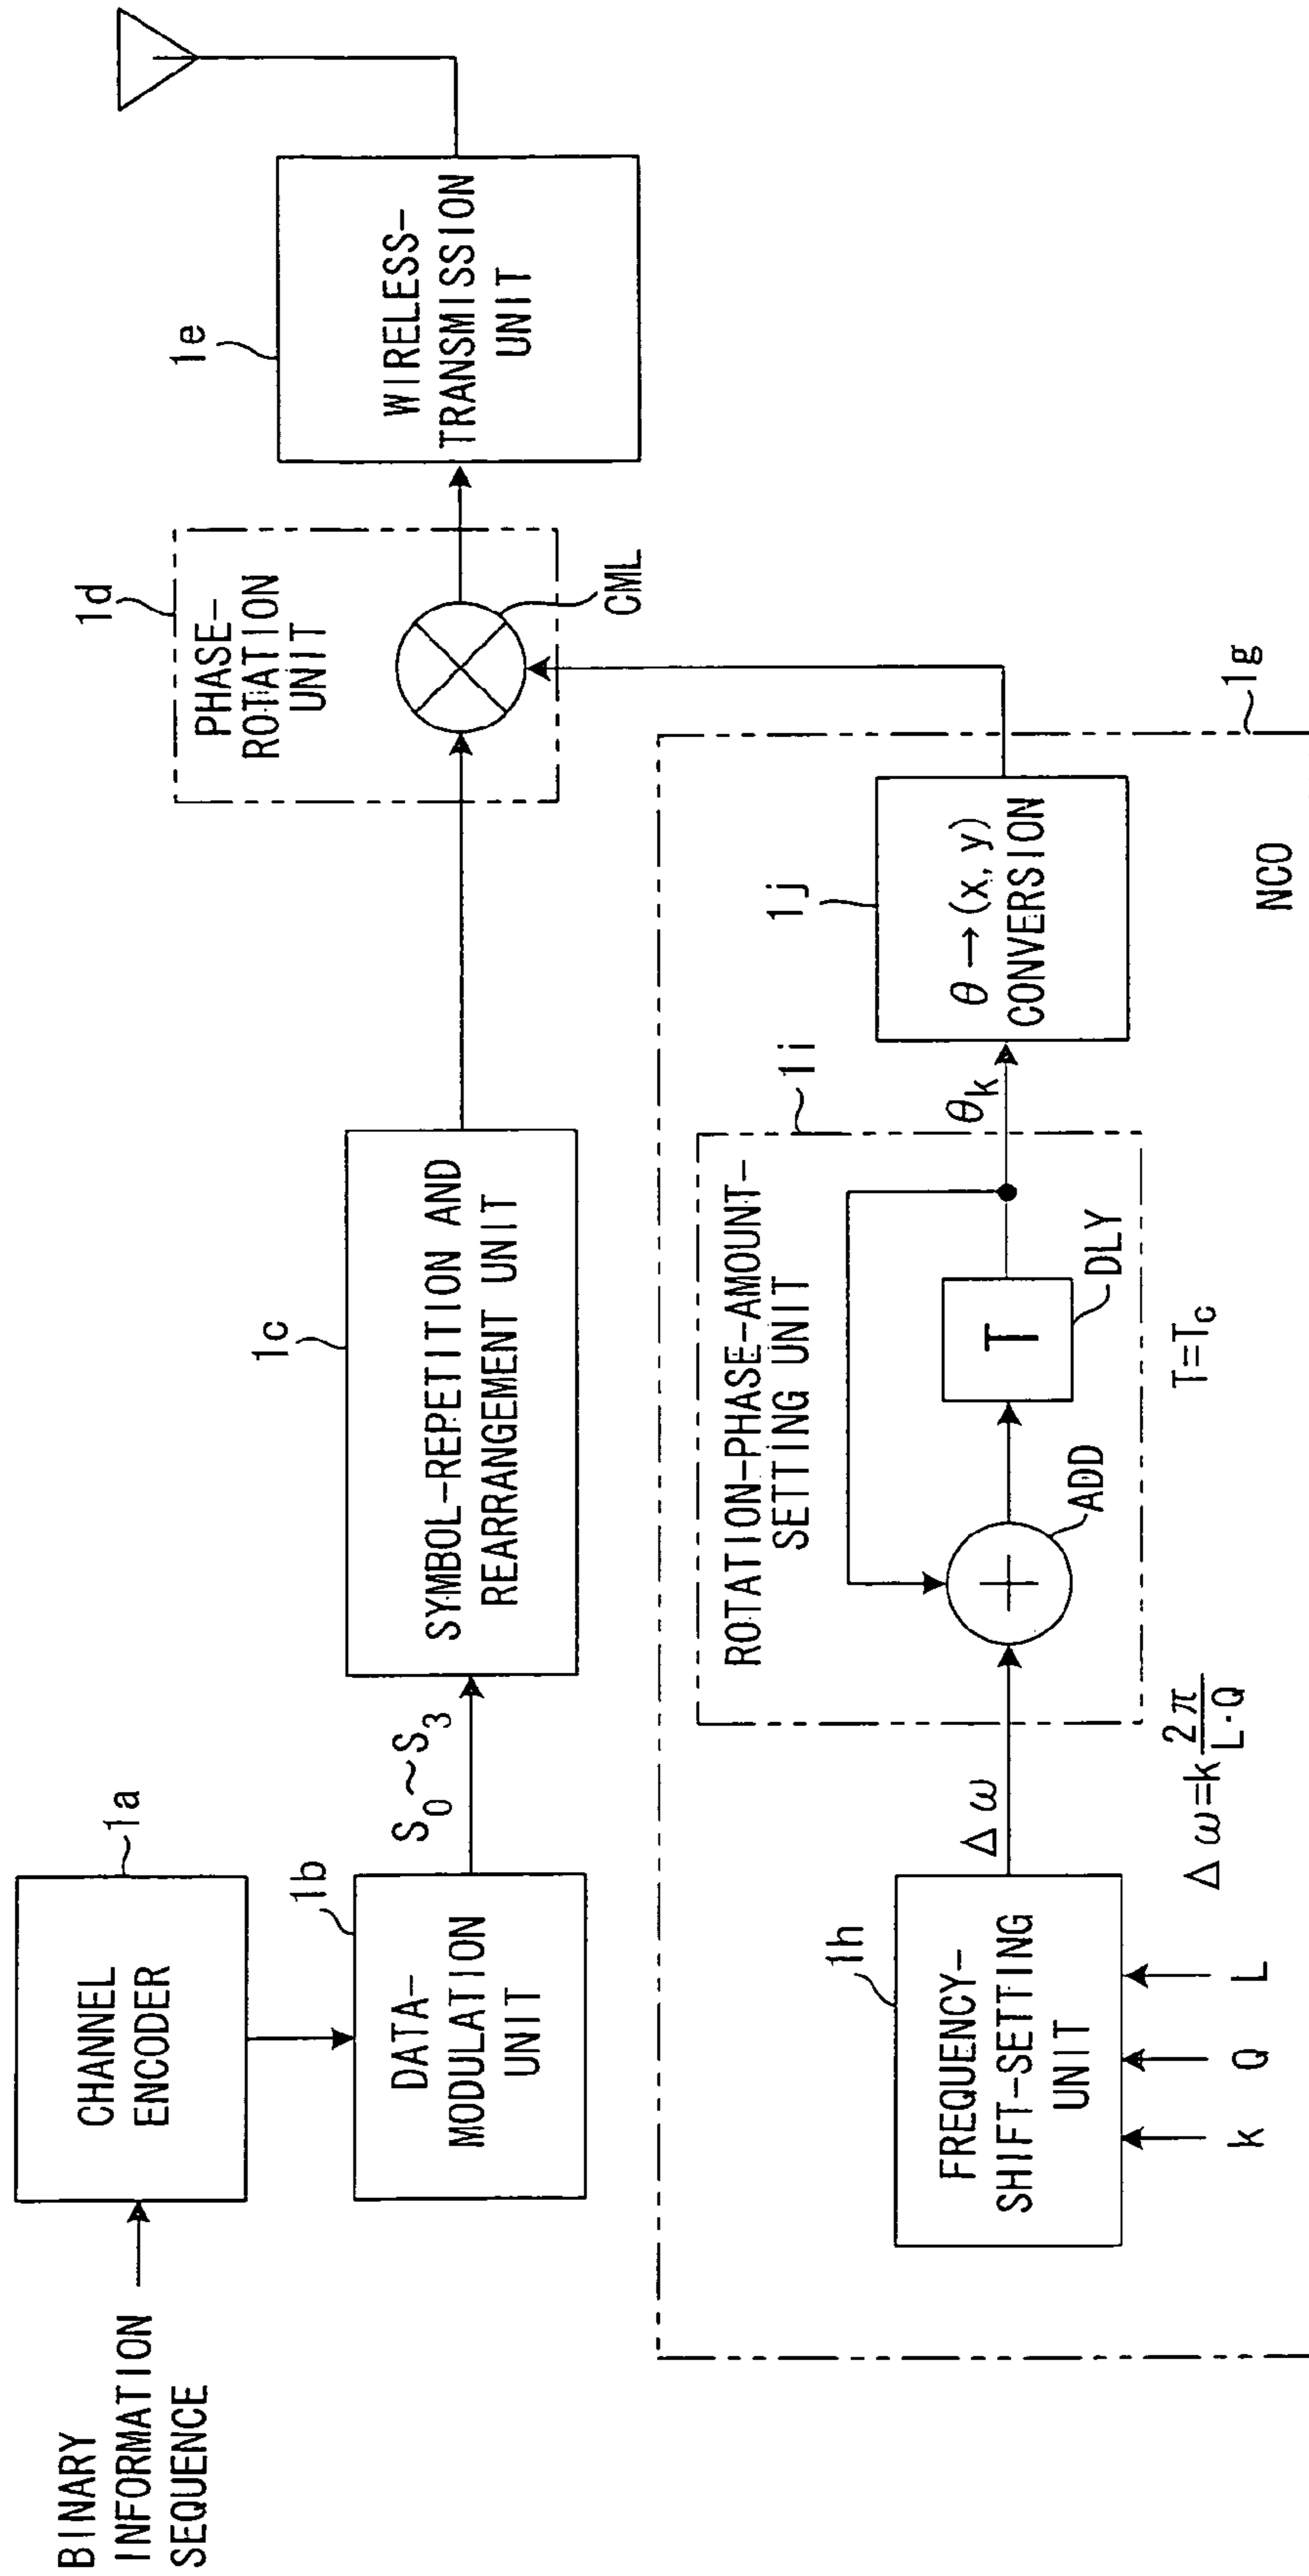 BINARY
INFORMATION
SEQUENCE
CHANNEL
ENCODER
1a
DATA-
MODULATION
UNIT
1b
S0~S3
SYMBOL-REPETITION AND
REARRANGEMENT UNIT
1c
PHASE-
ROTATION
UNIT
1d
CML
WIRELESS-
TRANSMISSION
UNIT
1e
FREQUENCY-
SHIFT-SETTING
UNIT
1h
k
Q
L
Δω
Δω=k 2π/L·Q
ROTATION-PHASE-AMOUNT-
SETTING UNIT
1i
ADD
T
DLY
T=Tc
θk
θ→(x, y)
CONVERSION
1j
NCO
1g